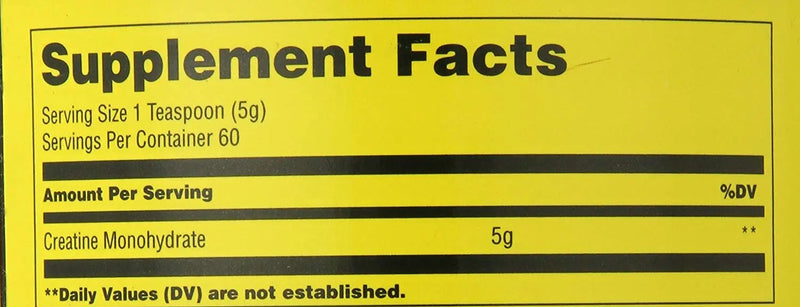 Supplement Facts
Serving Size 1 Teaspoon (5g)
Servings Per Container 60
Amount Per Serving %DV
Creatine Monohydrate 5g **
**Daily Values (DV) are not established.